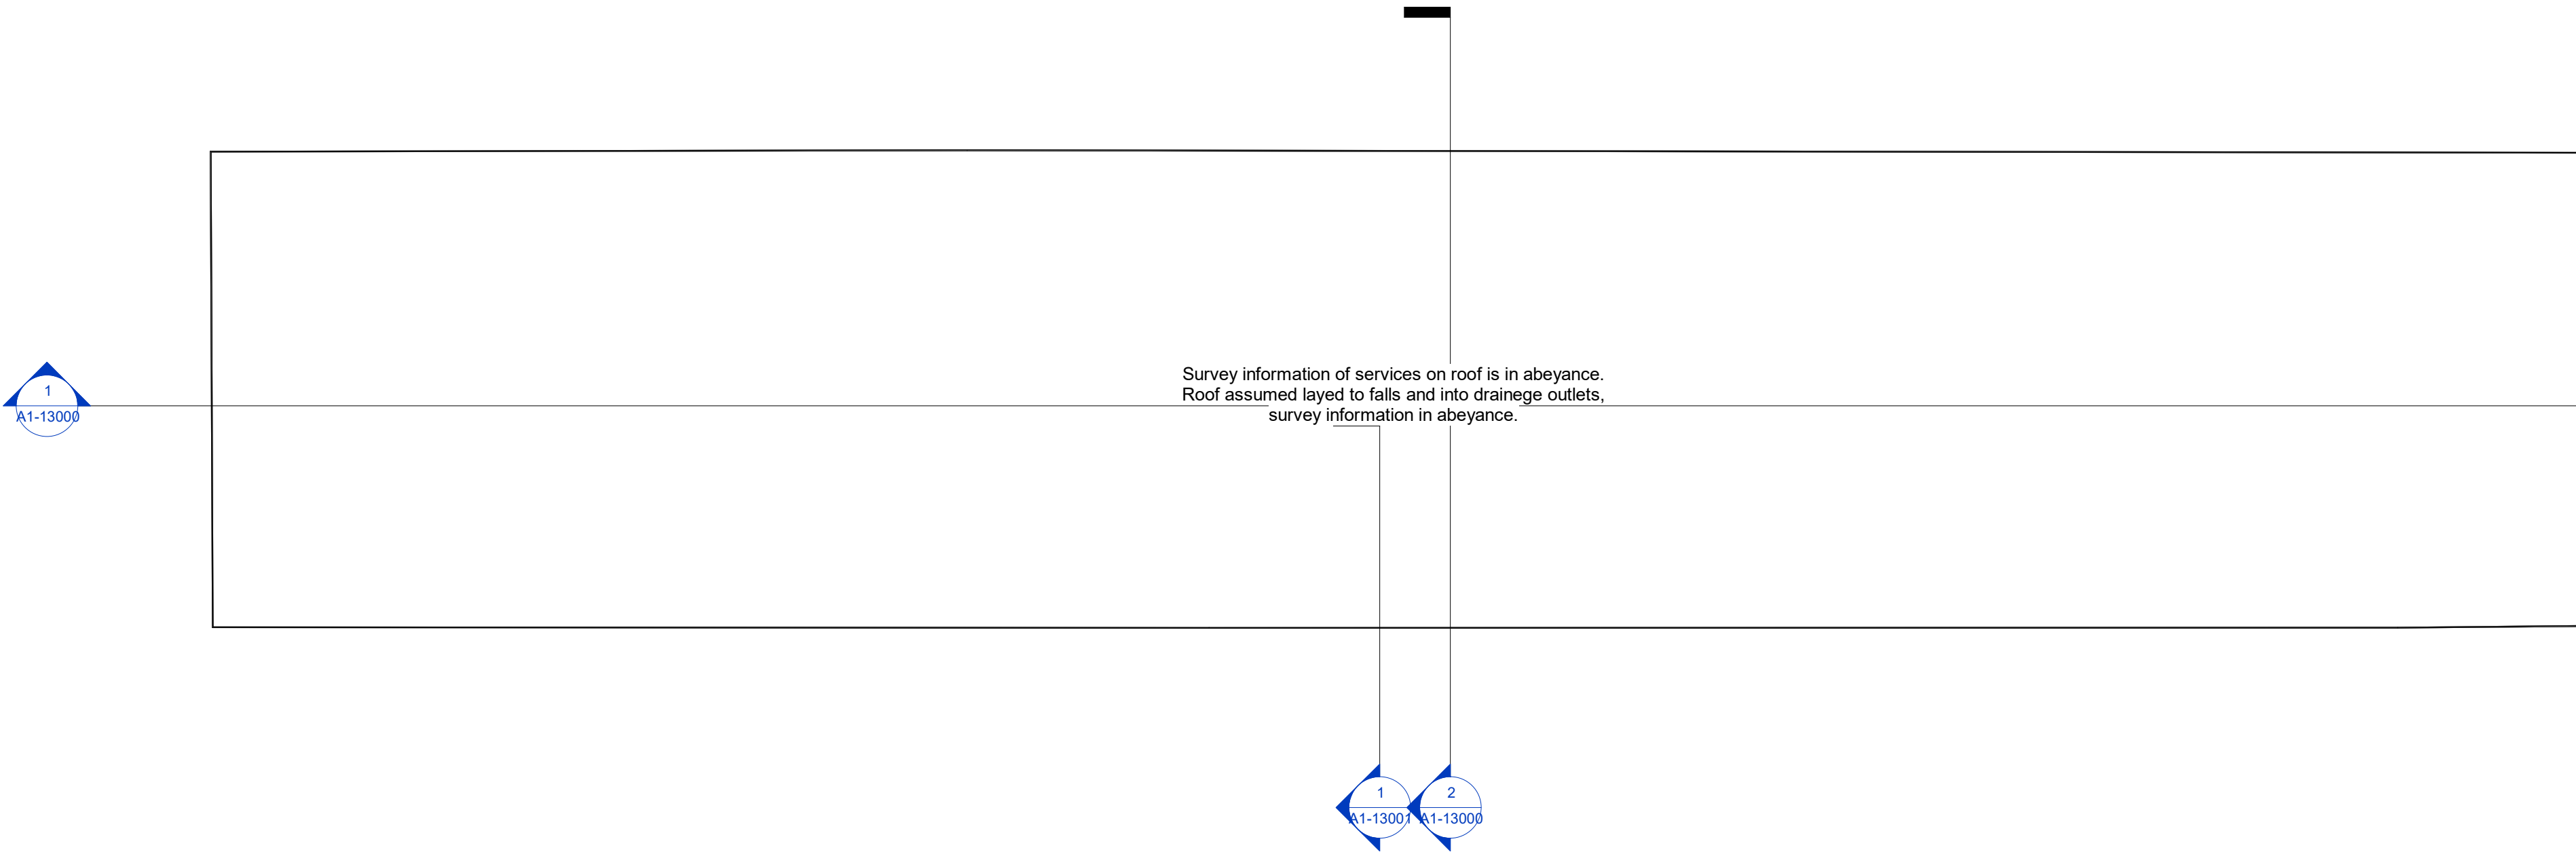 Survey information of services on roof is in abeyance.
Roof assumed layed to falls and into drainege outlets,
survey information in abeyance.
1
A1-13000
1
A1-13001
2
A1-13000